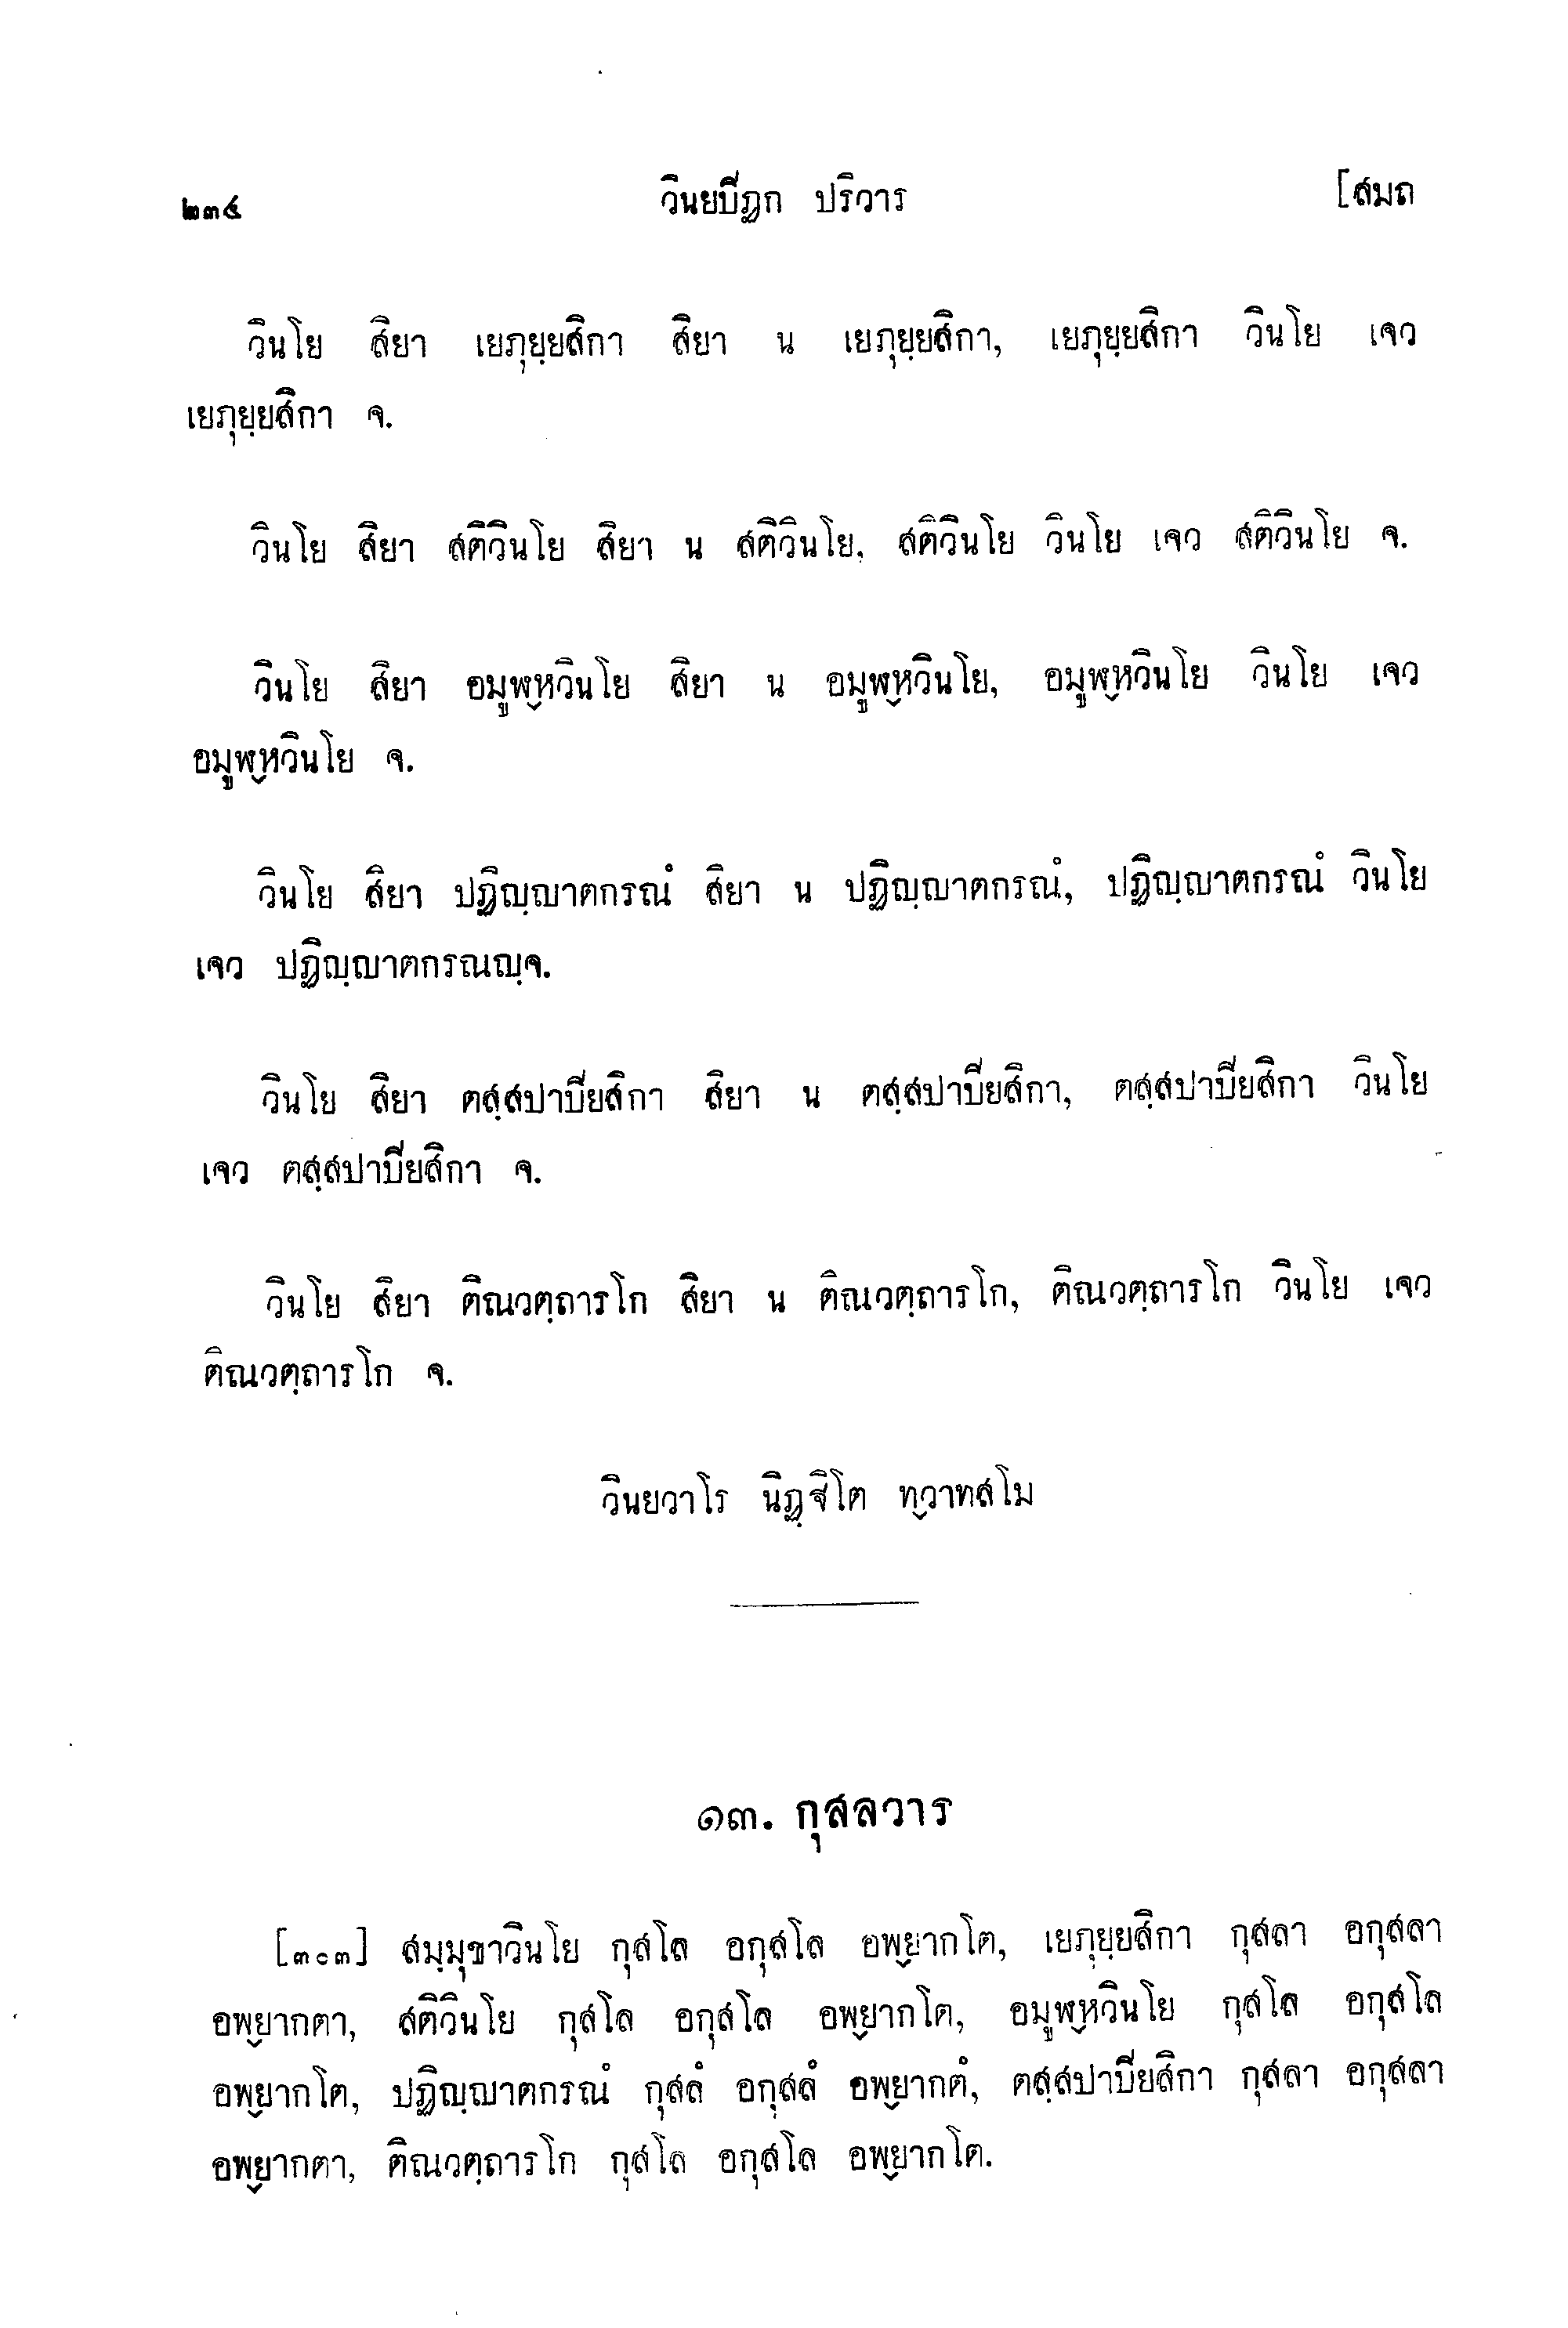 ๒๓๔ วินยปิฏก ปริวาร [สมถ
วินโย สิยา เยภุยฺยสิกา สิยา น เยภุยฺยสิกา, เยภุยฺยสิกา วินโย เจว
เยภุยฺยสิกา จ.
วินโย สิยา สติวินโย สิยา น สติวินโย, สติวินโย วินโย เจว สติวินโย จ.
วินโย สิยา อมูฬฺหวินโย สิยา น อมูฬฺหวินโย, อมูฬฺหวินโย วินโย เจว
อมูฬฺหวินโย จ.
วินโย สิยา ปฏิญฺญาตกรณํ สิยา น ปฏิญฺญาตกรณํ, ปฏิญฺญาตกรณํ วินโย
เจว ปฏิญฺญาตกรณญฺจ.
วินโย สิยา ตสฺสปาปิยสิกา สิยา น ตสฺสปาปิยสิกา, ตสฺสปาปิยสิกา วินโย
เจว ตสฺสปาปิยสิกา จ.
วินโย สิยา ติณวตฺถารโก สิยา น ติณวตฺถารโก, ติณวตฺถารโก วินโย เจว
ติณวตฺถารโก จ.
วินยวาโร นิฏฺฐิโต ทฺวาทสโม
๑๓. กุสลวาร
[๓๐๓] สมฺมุขาวินโย กุสโล อกุสโล อพฺยากโต, เยภุยฺยสิกา กุสลา อกุสลา
อพฺยากตา, สติวินโย กุสโล อกุสโล อพฺยากโต, อมูฬฺหวินโย กุสโล อกุสโล
อพฺยากโต, ปฏิญฺญาตกรณํ กุสลํ อกุสลํ อพฺยากตํ, ตสฺสปาปิยสิกา กุสลา อกุสลา
อพฺยากตา, ติณวตฺถารโก กุสโล อกุสโล อพฺยากโต.